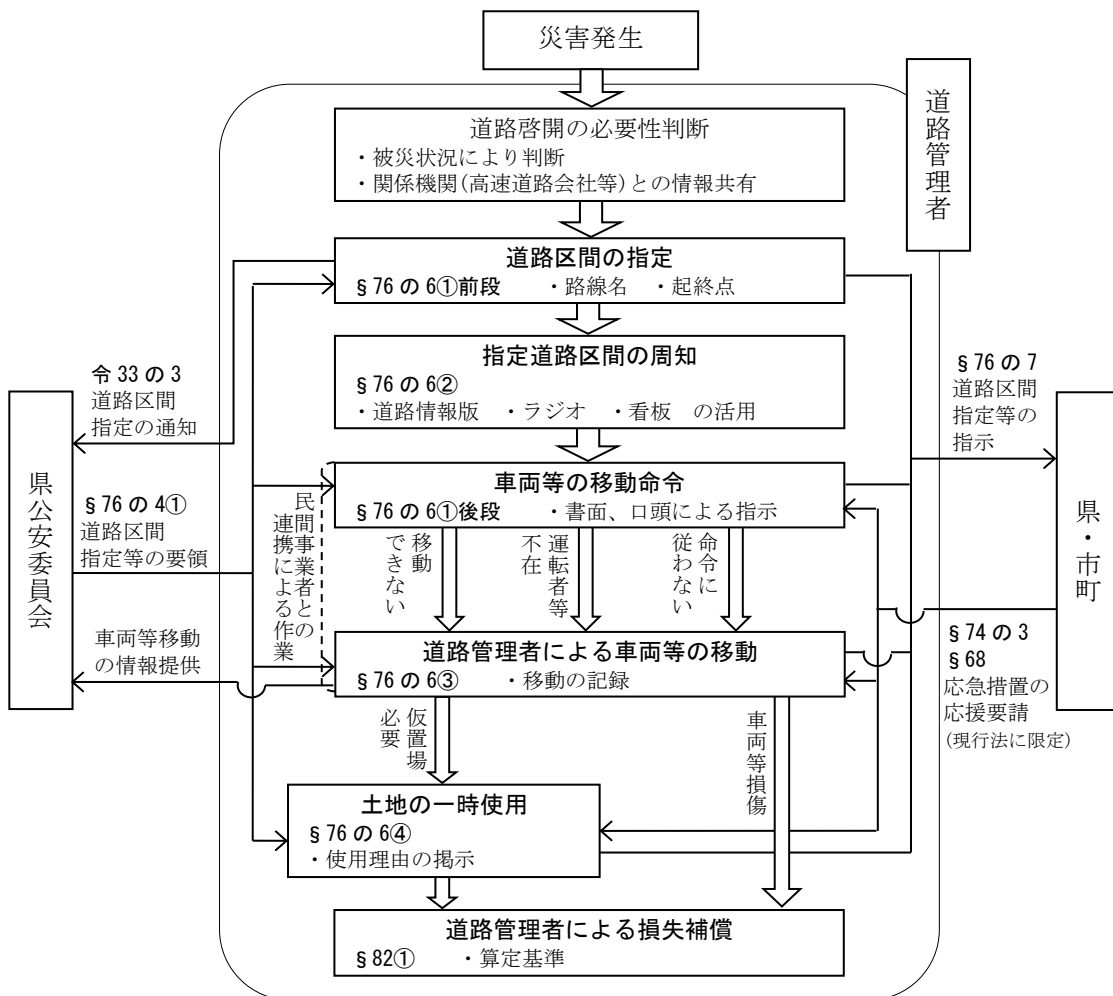 災害発生
道路管理者
道路啓開の必要性判断
・被災状況により判断
・関係機関(高速道路会社等)との情報共有
道路区間の指定
§76の6①前段　・路線名　・起終点
指定道路区間の周知
§76の6②
・道路情報版　・ラジオ　・看板　の活用
令33の3
道路区間
指定の通知
§76の7
道路区間
指定等の
指示
県公安委員会
§76の4①
道路区間
指定等の要領
民間事業者との
連携による作業
車両等の移動命令
§76の6①後段　・書面、口頭による指示
移動
できない
運転者等
不在
命令に
従わない
県・市町
車両等移動
の情報提供
道路管理者による車両等の移動
§76の6③　・移動の記録
§74の3
§68
応急措置の
応援要請
(現行法に限定)
仮置場
必要
車両等損傷
土地の一時使用
§76の6④
・使用理由の掲示
道路管理者による損失補償
§82①　・算定基準